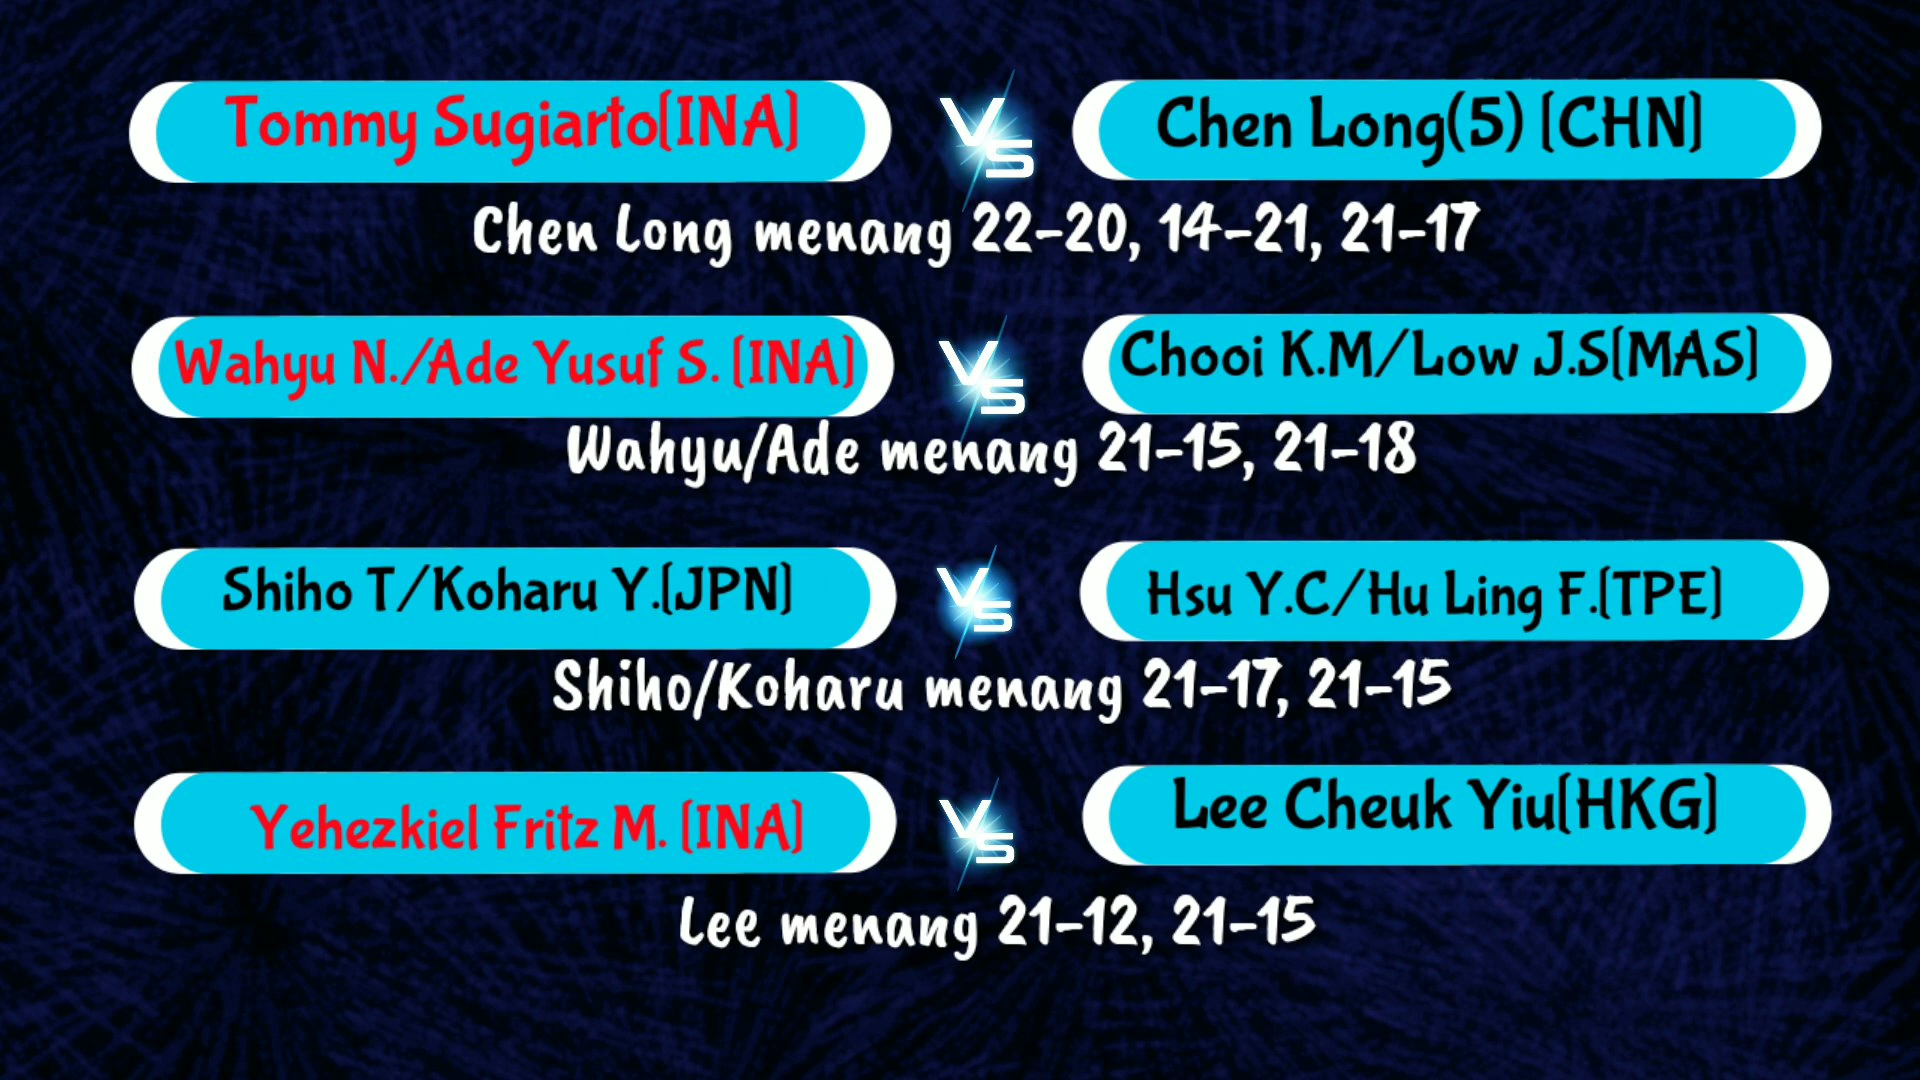 Tommy Sugiarto[INA] VS Chen Long(5) [CHN]
Chen Long menang 22-20, 14-21, 21-17
Wahyu N./Ade Yusuf S. [INA] VS Chooi K.M/Low J.S[MAS]
Wahyu/Ade menang 21-15, 21-18
Shiho T/Koharu Y.[JPN] VS Hsu Y.C/Hu Ling F.[TPE]
Shiho/Koharu menang 21-17, 21-15
Yehezkiel Fritz M. [INA] VS Lee Cheuk Yiu[HKG]
Lee menang 21-12, 21-15